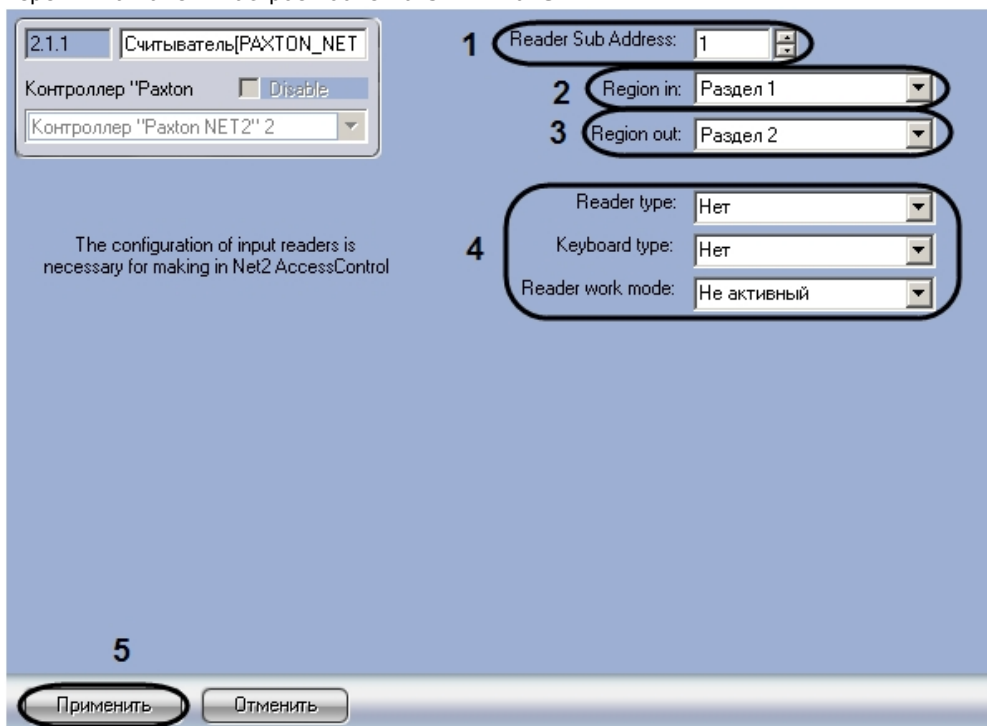 2.1.1 Считыватель[PAXTON_NET
Контроллер "Paxton Disable
Контроллер "Paxton NET2" 2
1 Reader Sub Address: 1
2 Region in: Раздел 1
3 Region out: Раздел 2
4
Reader type: Нет
Keyboard type: Нет
Reader work mode: Не активный
The configuration of input readers is
necessary for making in Net2 AccessControl
5
Применить Отменить